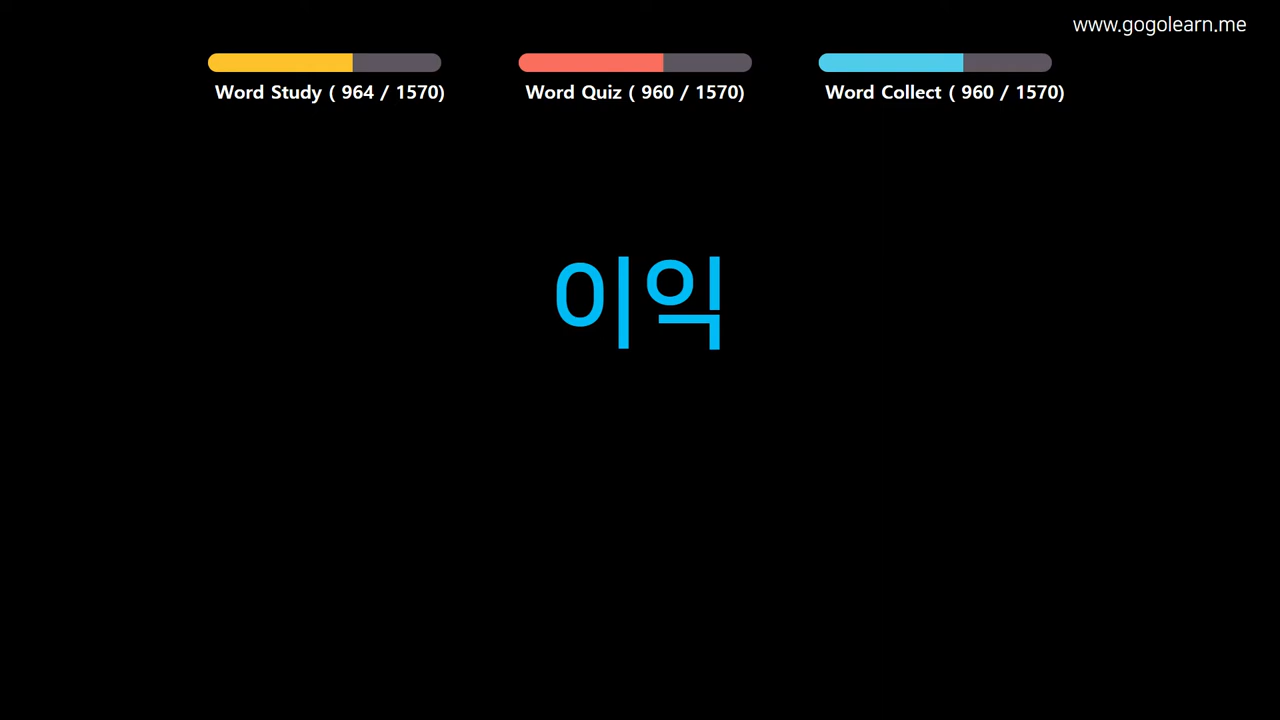 www.gogolearn.me
Word Study ( 964 / 1570)
Word Quiz ( 960 / 1570)
Word Collect ( 960 / 1570)
이익